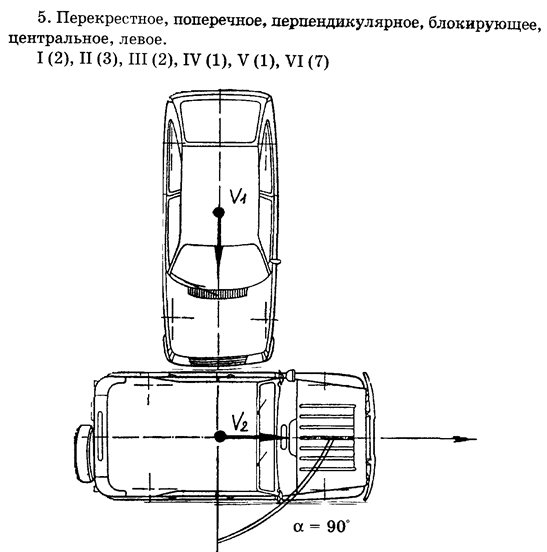 5. Перекрестное, поперечное, перпендикулярное, блокирующее,
центральное, левое.
I (2), II (3), III (2), IV (1), V (1), VI (7)
V1
V2
α = 90°